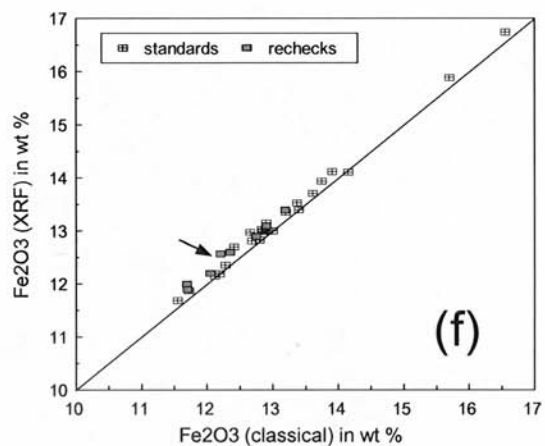 standards rechecks
Fe2O3 (XRF) in wt %
17
16
15
14
13
12
11
10
(f)
10 11 12 13 14 15 16 17
Fe2O3 (classical) in wt %